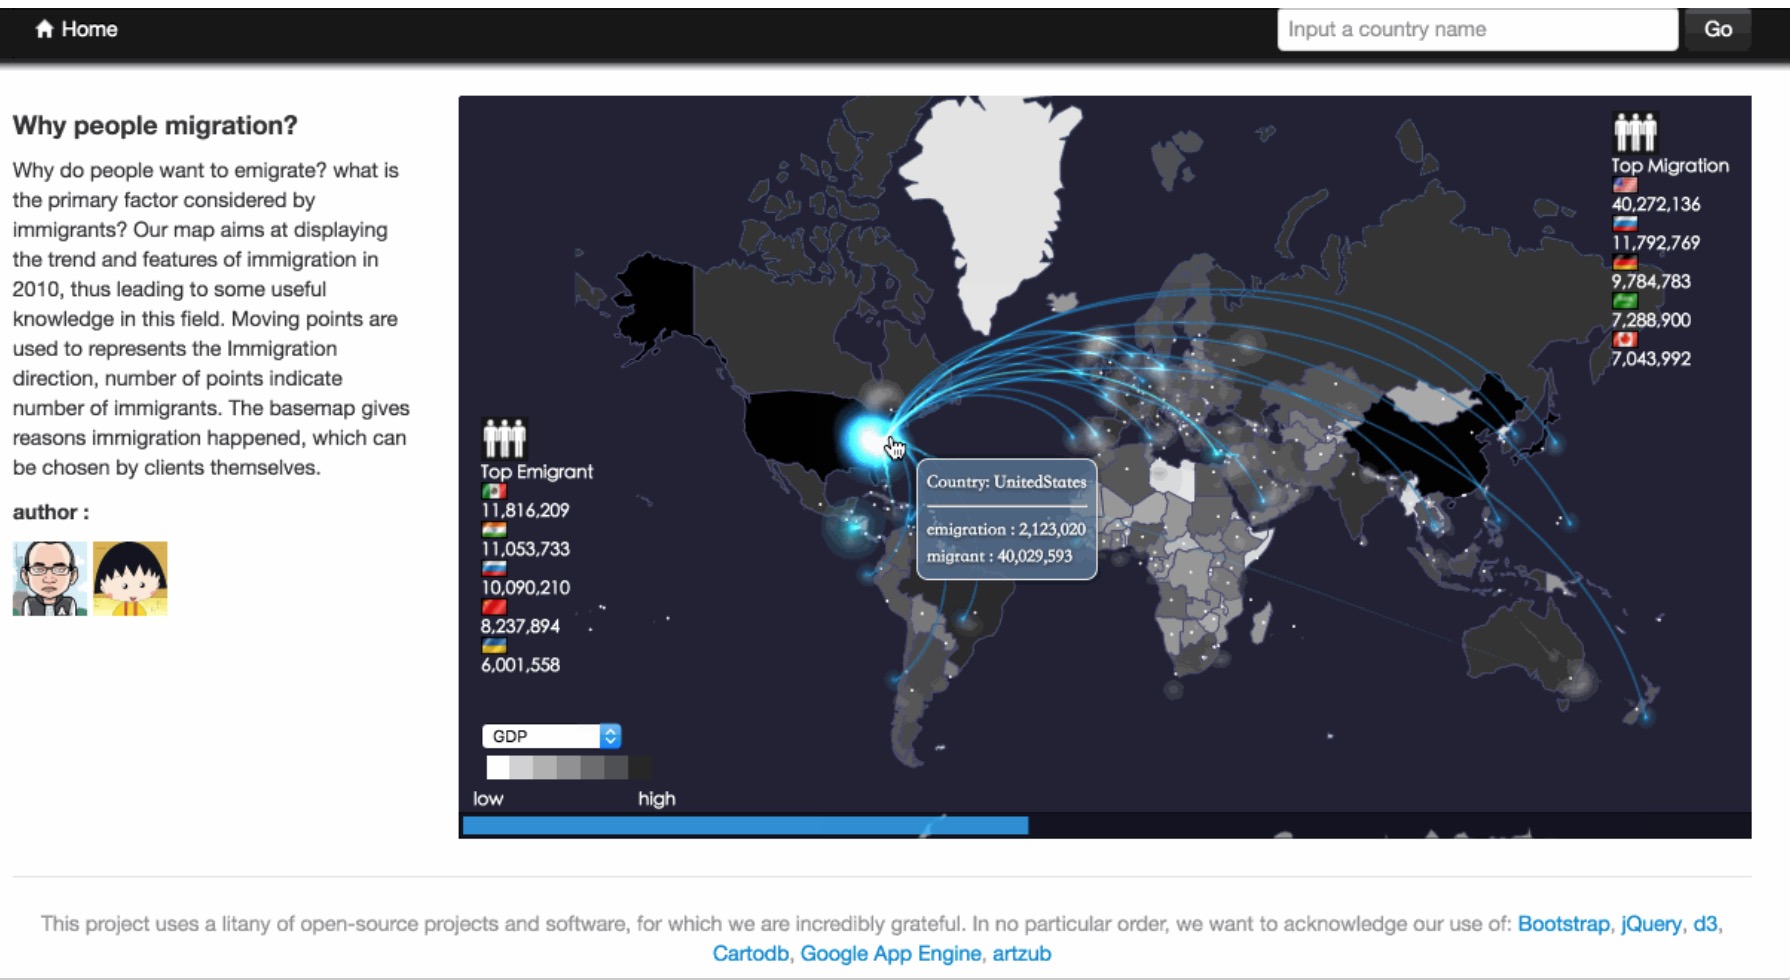 Home
Input a country name
Go
Why people migration?
Why do people want to emigrate? what is
the primary factor considered by
immigrants? Our map aims at displaying
the trend and features of immigration in
2010, thus leading to some useful
knowledge in this field. Moving points are
used to represents the Immigration
direction, number of points indicate
number of immigrants. The basemap gives
reasons immigration happened, which can
be chosen by clients themselves.
author :
Top Migration
40,272,136
11,792,769
9,784,783
7,288,900
7,043,992
Top Emigrant
11,816,209
11,053,733
10,090,210
8,237,894
6,001,558
Country: UnitedStates
emigration : 2,123,020
migrant : 40,029,593
GDP
low high
This project uses a litany of open-source projects and software, for which we are incredibly grateful. In no particular order, we want to acknowledge our use of: Bootstrap, jQuery, d3,
Cartodb, Google App Engine, artzub